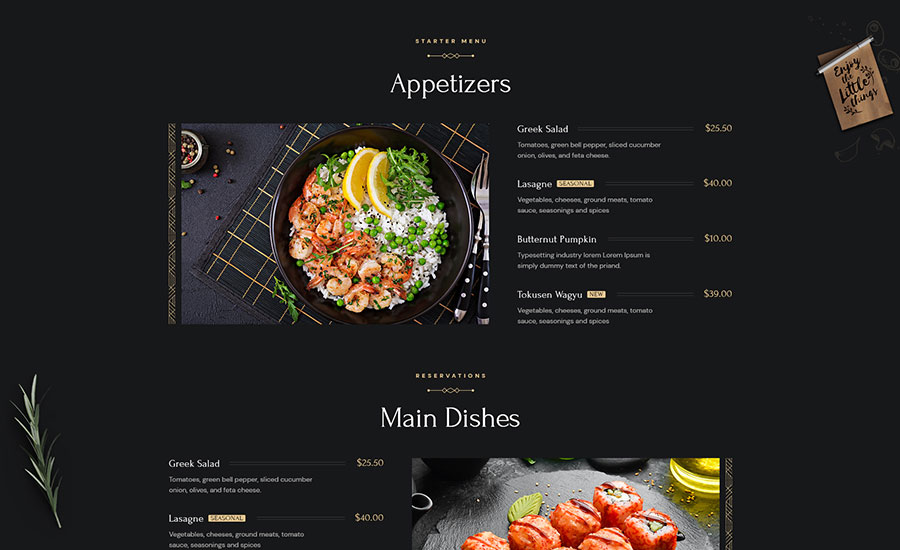 STARTER MENU
Appetizers
Enjoy
the
Little
things
Greek Salad $25.50
Tomatoes, green bell pepper, sliced cucumber
onion, olives, and feta cheese.
Lasagne SEASONAL $40.00
Vegetables, cheeses, ground meats, tomato
sauce, seasonings and spices
Butternut Pumpkin $10.00
Typesetting industry lorem Lorem Ipsum is
simply dummy text of the priand.
Tokusen Wagyu NEW $39.00
Vegetables, cheeses, ground meats, tomato
sauce, seasonings and spices
RESERVATIONS
Main Dishes
Greek Salad $25.50
Tomatoes, green bell pepper, sliced cucumber
onion, olives, and feta cheese.
Lasagne SEASONAL $40.00
Vegetables, cheeses, ground meats, tomato
sauce, seasonings and spices